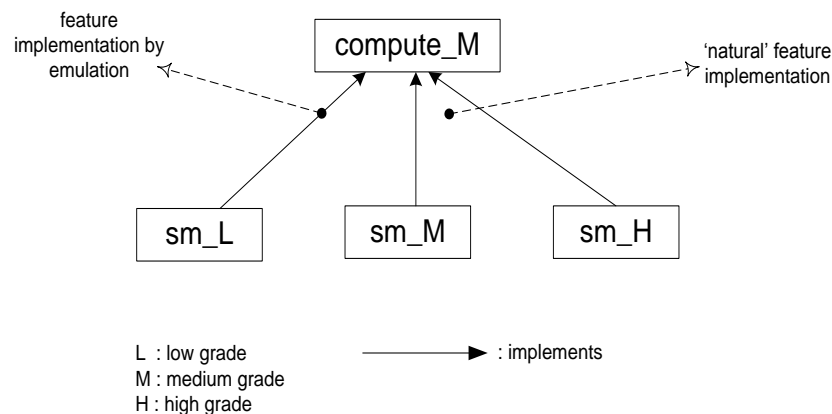 feature
implementation by
emulation
compute_M
‘natural’ feature
implementation
sm_L
sm_M
sm_H
L : low grade
M : medium grade
H : high grade
: implements